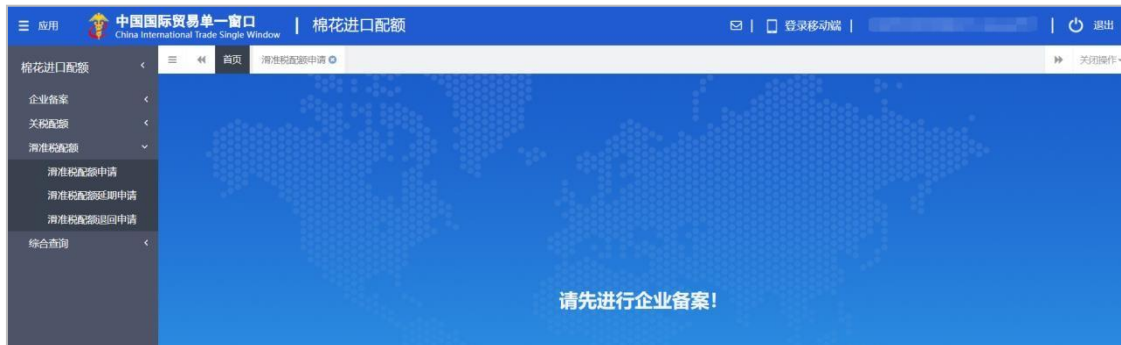 应用 中国国际贸易单一窗口 | 棉花进口配额 | 登录移动端 | | 退出
China International Trade Single Window
棉花进口配额
首页 滑准税配额申请 关闭操作
企业备案
关税配额
滑准税配额
滑准税配额申请
滑准税配额延期申请
滑准税配额退回申请
综合查询
请先进行企业备案!